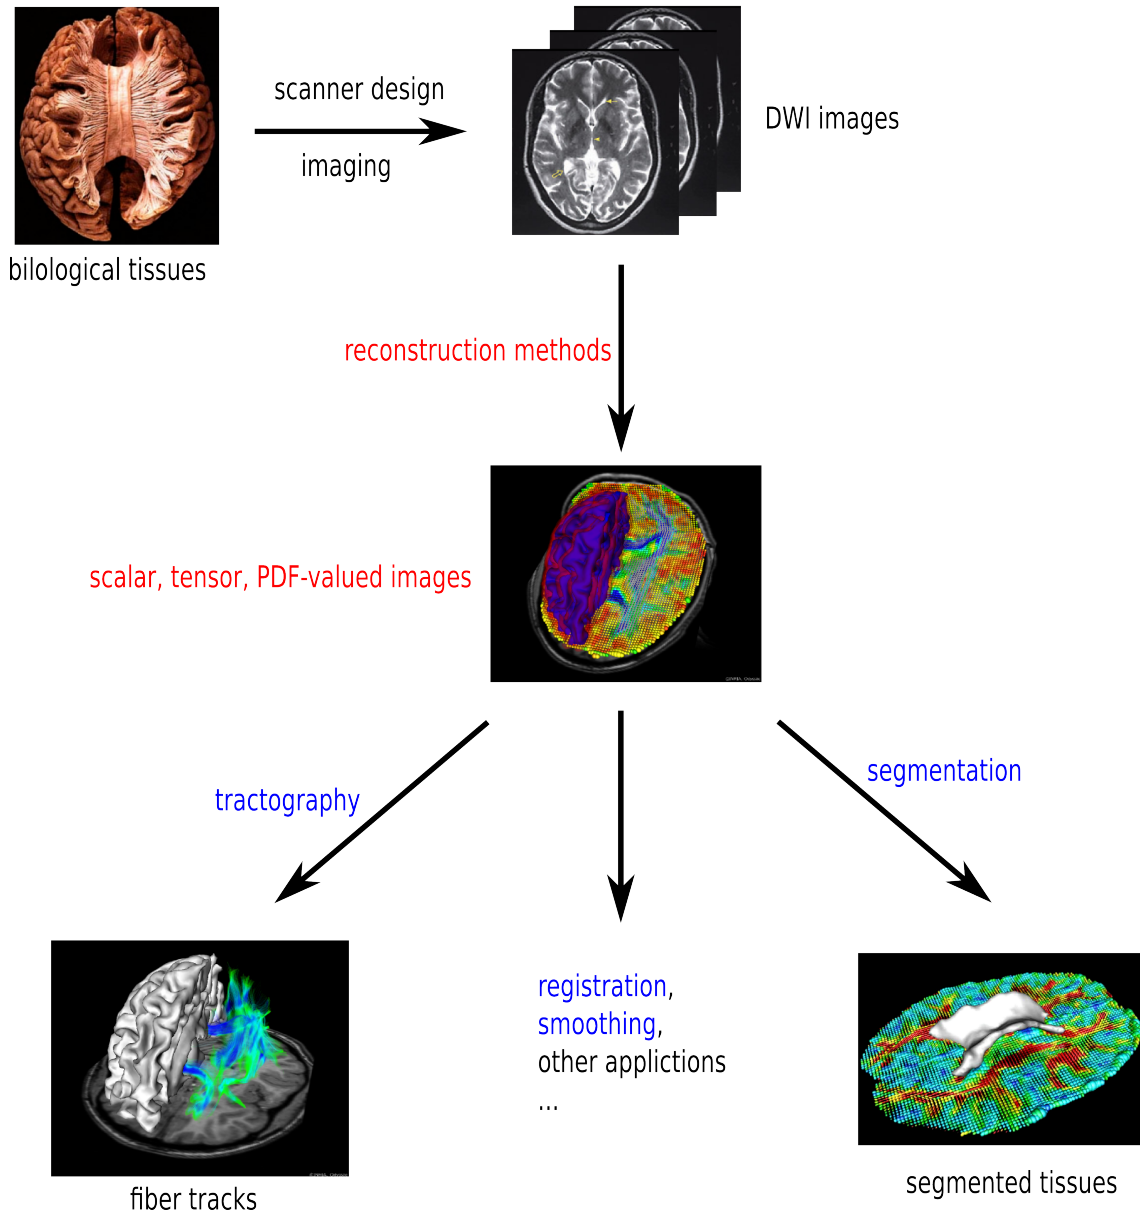 scanner design
imaging
DWI images
bilological tissues
reconstruction methods
scalar, tensor, PDF-valued images
tractography
segmentation
registration,
smoothing,
other applictions
...
fiber tracks
segmented tissues